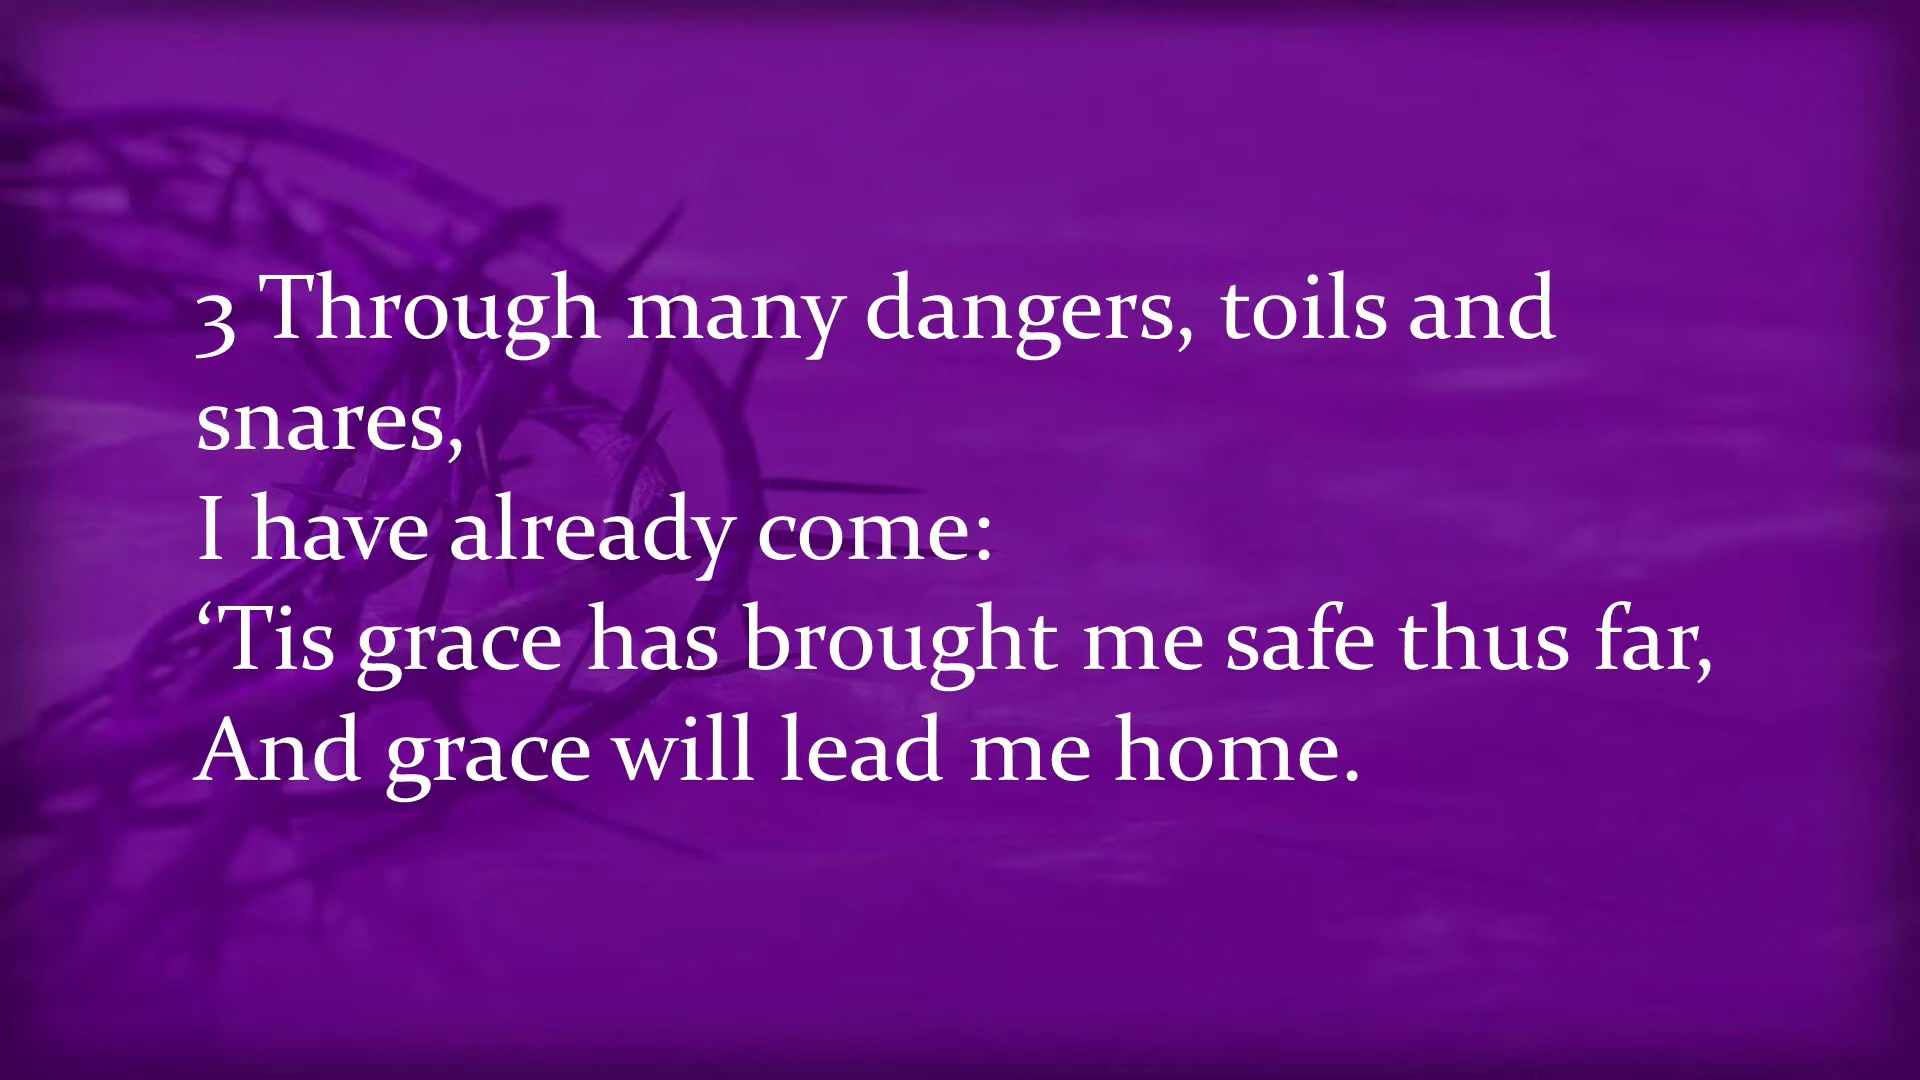 3 Through many dangers, toils and
snares,
I have already come:
‘Tis grace has brought me safe thus far,
And grace will lead me home.